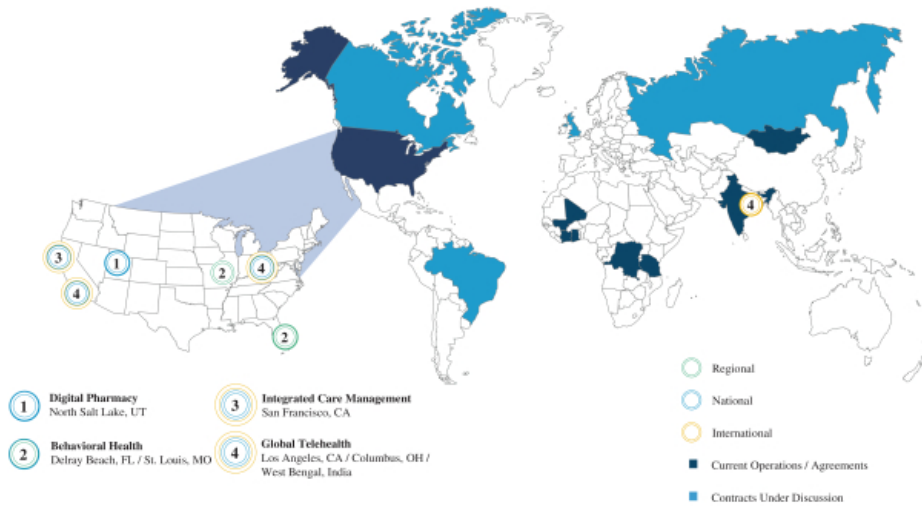 4
3
1
2
4
4
2
1
Digital Pharmacy
North Salt Lake, UT
2
Behavioral Health
Delray Beach, FL / St. Louis, MO
3
Integrated Care Management
San Francisco, CA
4
Global Telehealth
Los Angeles, CA / Columbus, OH /
West Bengal, India
Regional
National
International
Current Operations / Agreements
Contracts Under Discussion